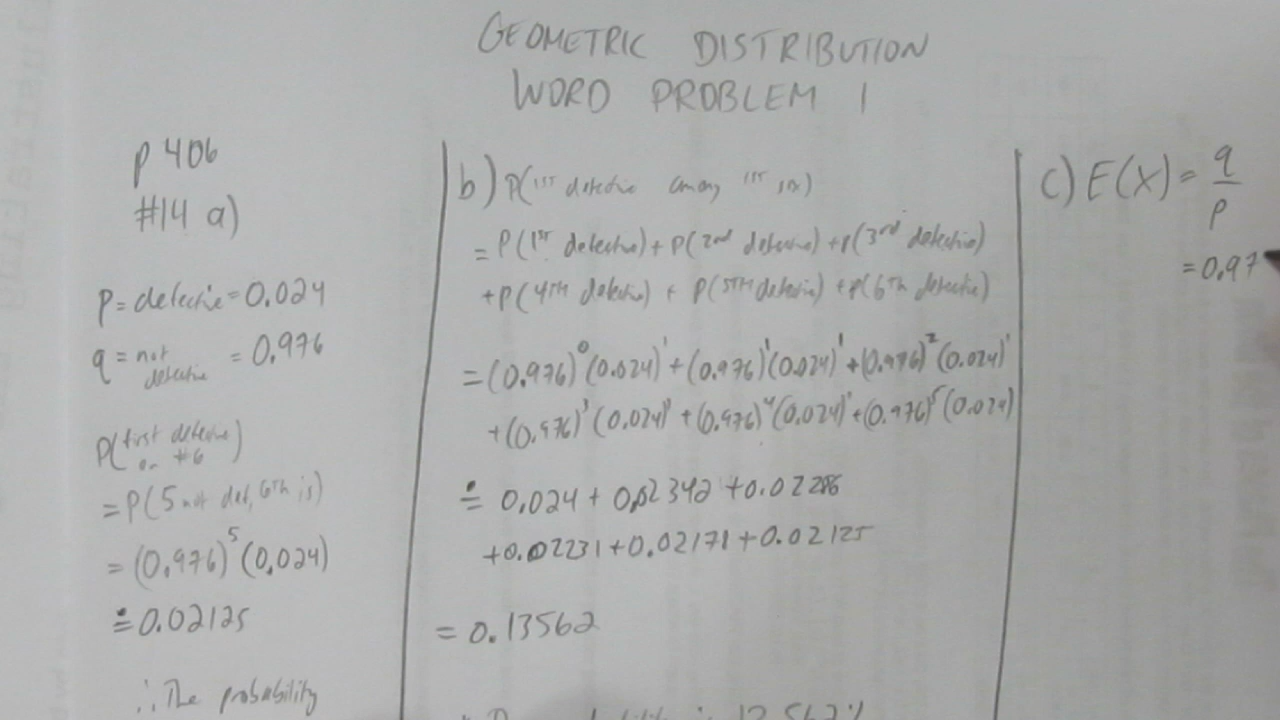 GEOMETRIC DISTRIBUTION
WORD PROBLEM 1
p 406
#14 a)
p = defective = 0.024
q = not defective = 0.976
P(first defective on #6)
= P(5 not def, 6TH is)
= (0.976)^5 (0.024)
≐ 0.02125
∴ The probability
b) P(1ST defective among 1ST six)
= P(1ST defective) + P(2nd defective) + P(3rd defective)
+ P(4TH defective) + P(5TH defective) + P(6TH defective)
= (0.976)^0 (0.024)^1 + (0.976)^1 (0.024)^1 + (0.976)^2 (0.024)^1
+ (0.976)^3 (0.024)^1 + (0.976)^4 (0.024)^1 + (0.976)^5 (0.024)
≐ 0.024 + 0.02342 + 0.02286
+ 0.02231 + 0.02178 + 0.02125
= 0.13562
c) E(X) = q/p
= 0.97